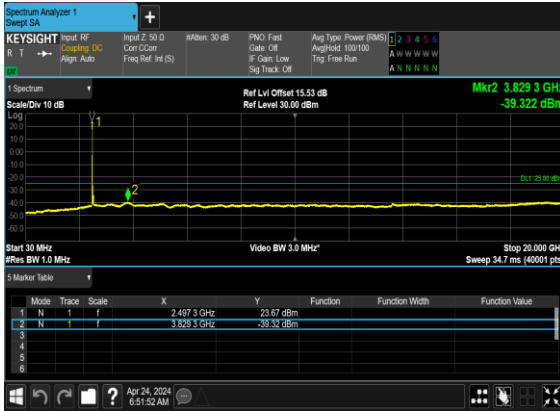 Spectrum Analyzer 1
Swept SA
+
KEYSIGHT Input: RF Input Z: 50 Ω #Atten: 30 dB PNO: Fast Avg Type: Power (RMS) 1 2 3 4 5 6
R T Coupling: DC Corr CCorr Gate: Off Avg|Hold: 100/100 A W W W W W
Align: Auto Freq Ref: Int (S) IF Gain: Low Trig: Free Run
Sig Track: Off A N N N N N
1 Spectrum
Ref Lvl Offset 15.53 dB Mkr2 3.829 3 GHz
Scale/Div 10 dB Ref Level 30.00 dBm -39.322 dBm
Log
20.0
10.0
0.00
-10.0
-20.0
-30.0
-40.0
-50.0
-60.0
1
2
Start 30 MHz Video BW 3.0 MHz* Stop 20.000 GH
#Res BW 1.0 MHz Sweep 34.7 ms (40001 pts
5 Marker Table
Mode Trace Scale X Y Function Function Width Function Value
1 N 1 f 2.497 3 GHz 23.67 dBm
2 N 1 f 3.829 3 GHz -39.32 dBm
3
4
5
6
? Apr 24, 2024
6:51:52 AM